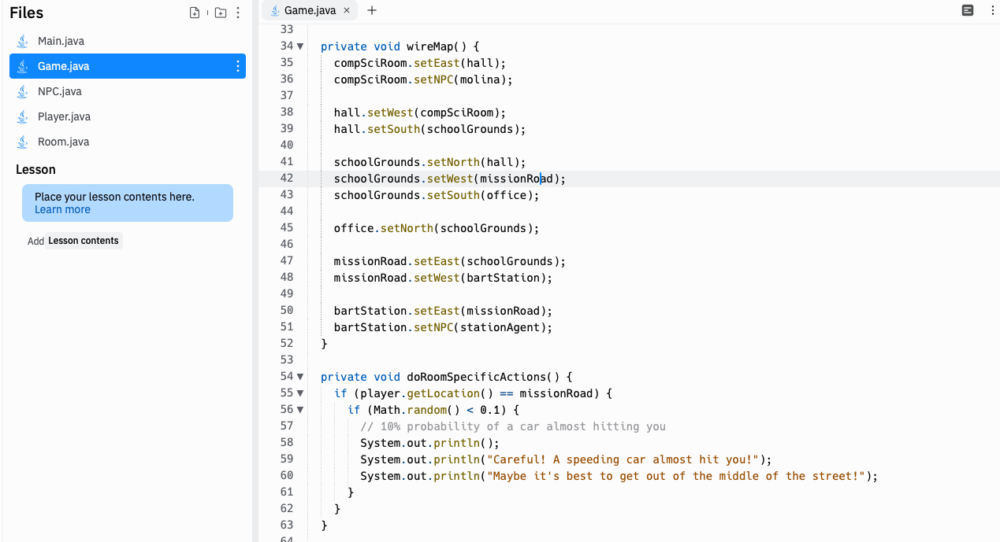 Files
Main.java
Game.java
NPC.java
Player.java
Room.java
Lesson
Place your lesson contents here.
Learn more
Add Lesson contents
Game.java × +
33
34 private void wireMap() {
35 compSciRoom.setEast(hall);
36 compSciRoom.setNPC(molina);
37
38 hall.setWest(compSciRoom);
39 hall.setSouth(schoolGrounds);
40
41 schoolGrounds.setNorth(hall);
42 schoolGrounds.setWest(missionRoad);
43 schoolGrounds.setSouth(office);
44
45 office.setNorth(schoolGrounds);
46
47 missionRoad.setEast(schoolGrounds);
48 missionRoad.setWest(bartStation);
49
50 bartStation.setEast(missionRoad);
51 bartStation.setNPC(stationAgent);
52 }
53
54 private void doRoomSpecificActions() {
55 if (player.getLocation() == missionRoad) {
56 if (Math.random() < 0.1) {
57 // 10% probability of a car almost hitting you
58 System.out.println();
59 System.out.println("Careful! A speeding car almost hit you!");
60 System.out.println("Maybe it's best to get out of the middle of the street!");
61 }
62 }
63 }
64